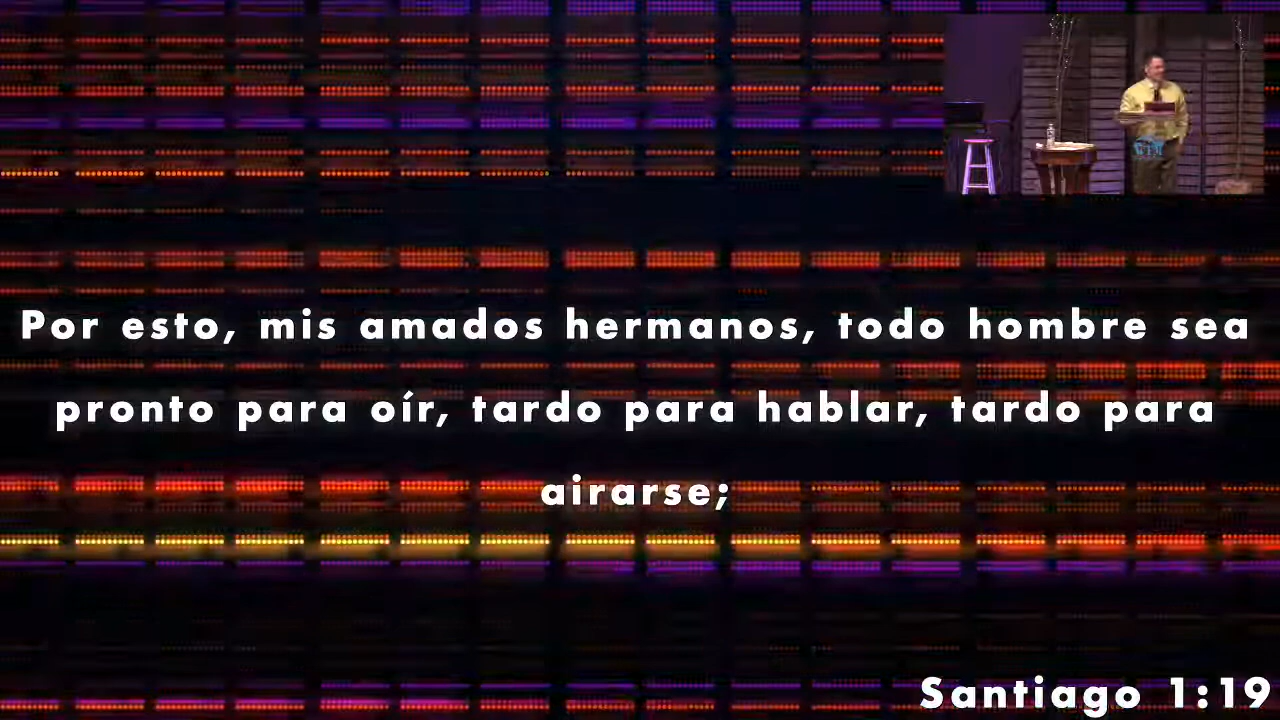 Por esto, mis amados hermanos, todo hombre sea
pronto para oír, tardo para hablar, tardo para
airarse;
Santiago 1:19